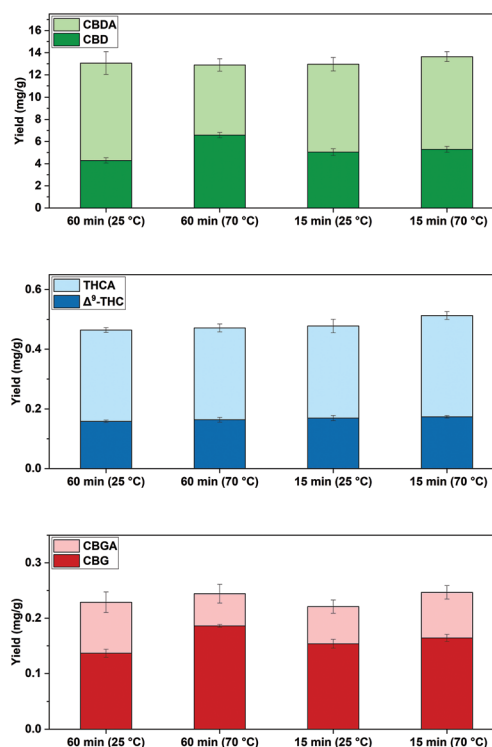 CBDA
CBD
Yield (mg/g)
16
14
12
10
8
6
4
2
0
60 min (25 °C)
60 min (70 °C)
15 min (25 °C)
15 min (70 °C)
THCA
Δ⁹-THC
Yield (mg/g)
0.6
0.4
0.2
0.0
60 min (25 °C)
60 min (70 °C)
15 min (25 °C)
15 min (70 °C)
CBGA
CBG
Yield (mg/g)
0.3
0.2
0.1
0.0
60 min (25 °C)
60 min (70 °C)
15 min (25 °C)
15 min (70 °C)